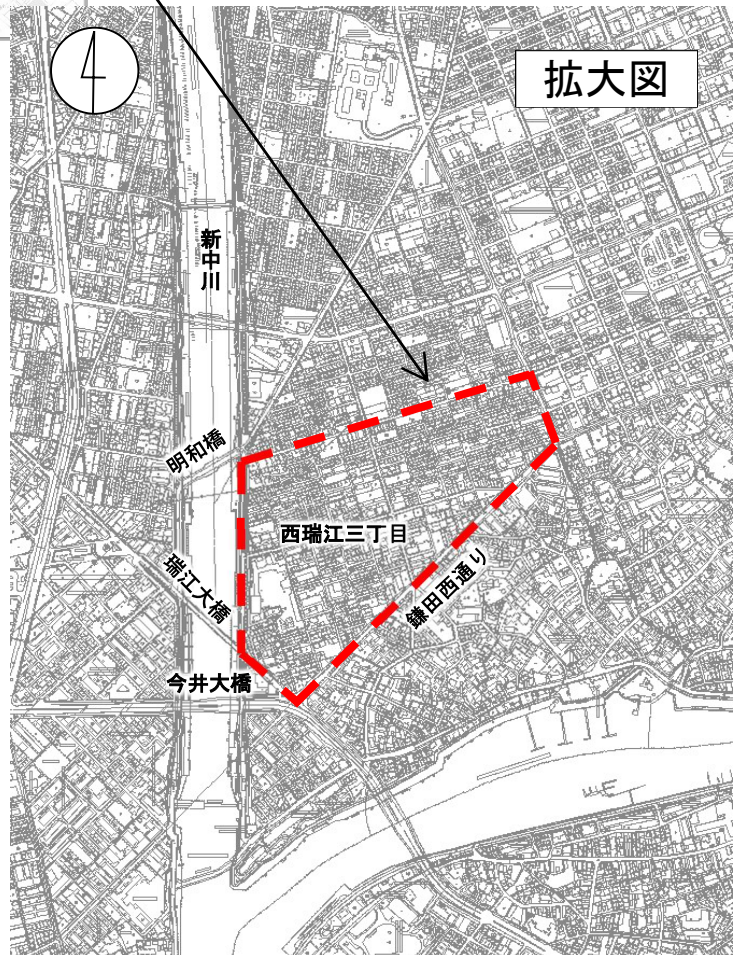 拡大図
新中川
明和橋
西瑞江三丁目
瑞江大橋
鎌田西通り
今井大橋